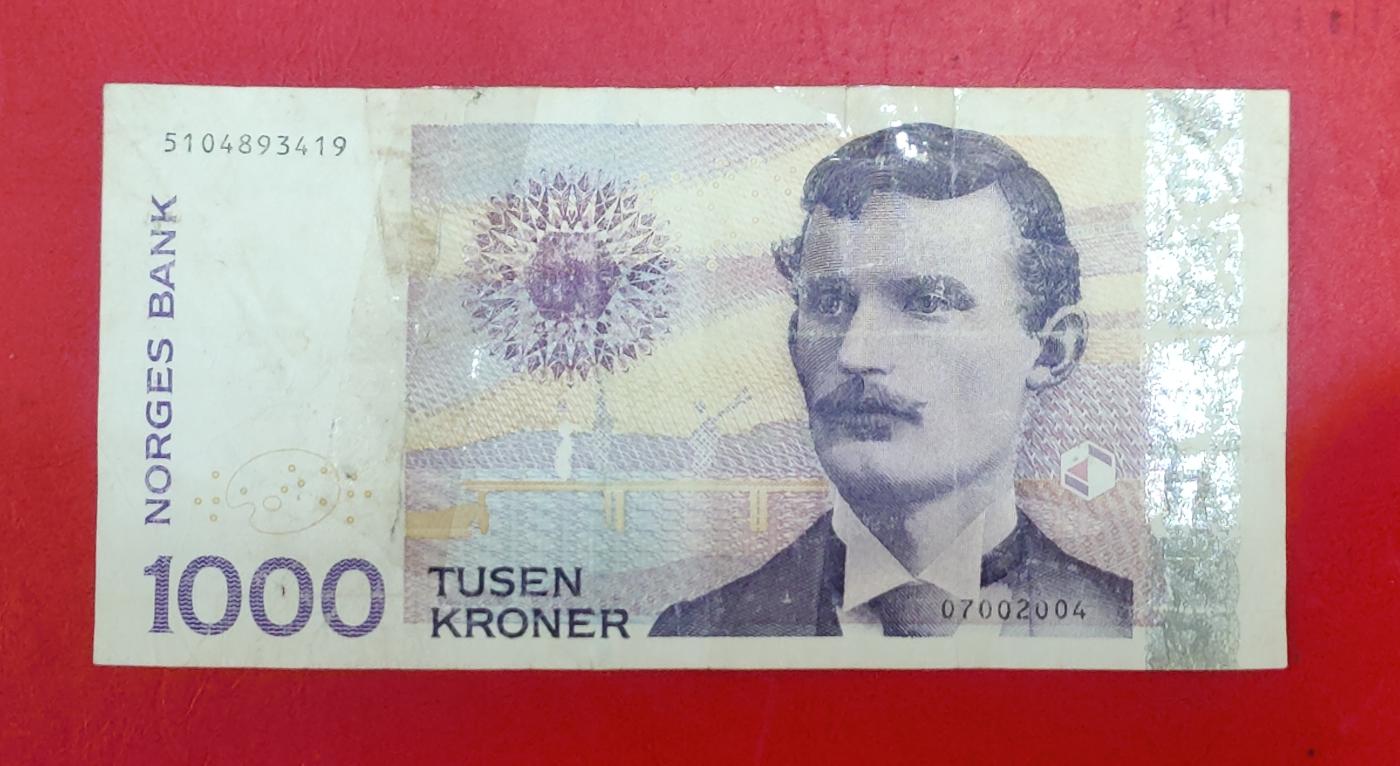 5104893419
NORGES BANK
1000
TUSEN
KRONER
07002004